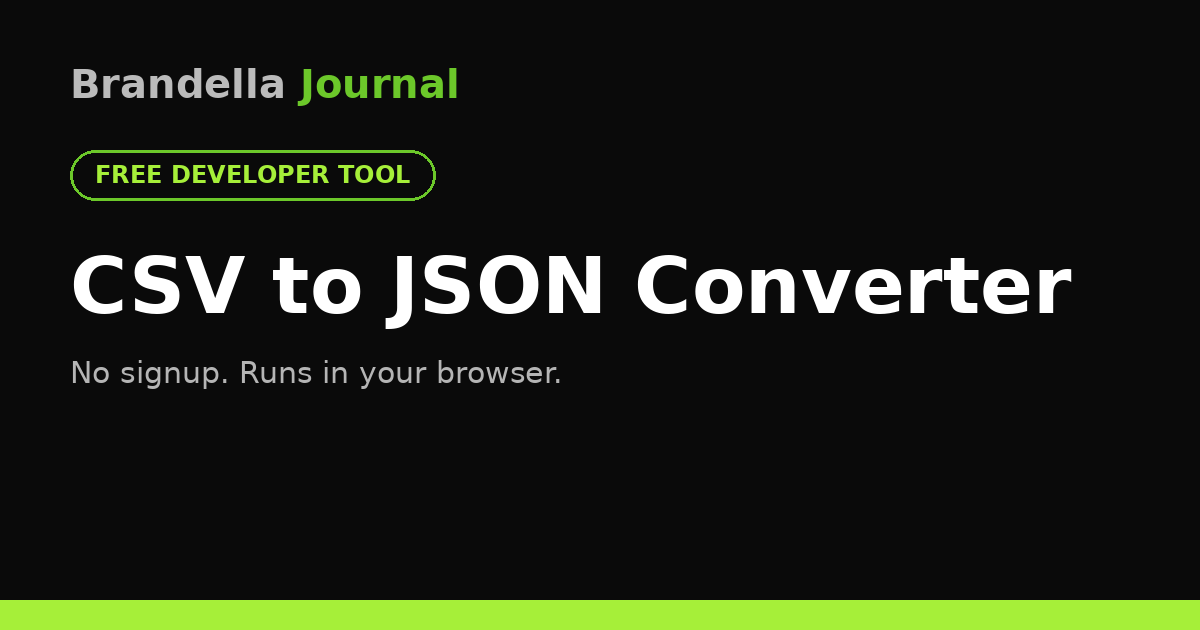 Brandella Journal
FREE DEVELOPER TOOL
CSV to JSON Converter
No signup. Runs in your browser.